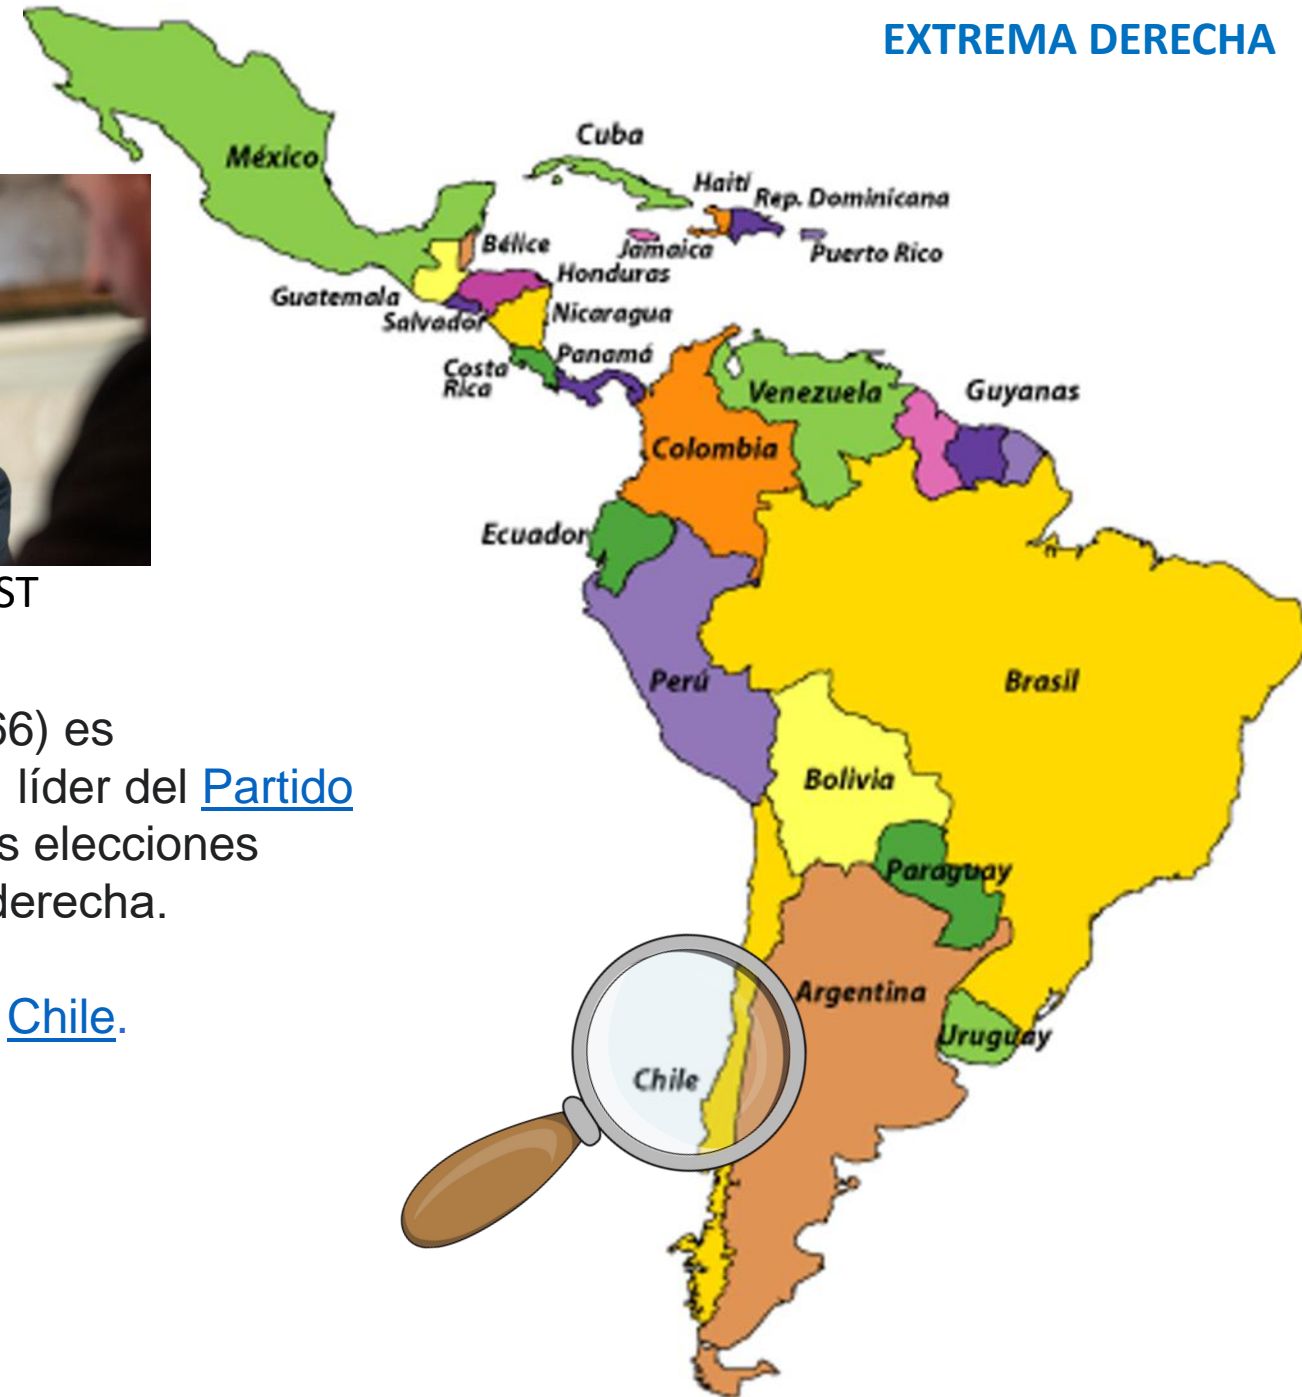 EXTREMA DERECHA
México
Cuba
Haití
Rep. Dominicana
Jamaica
Puerto Rico
Bélice
Honduras
Guatemala
Salvador
Nicaragua
Costa
Rica
Panamá
Venezuela
Guyanas
Colombia
Ecuador
ST
Perú
Brasil
66) es
líder del Partido
s elecciones
derecha.
Chile.
Bolivia
Paraguay
Argentina
Uruguay
Chile